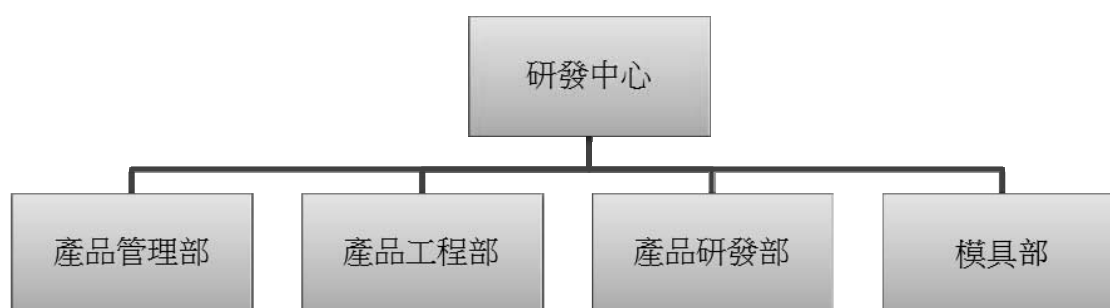 研發中心
產品管理部
產品工程部
產品研發部
模具部